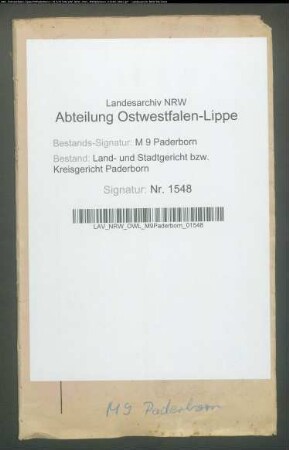 Landesarchiv NRW
Abteilung Ostwestfalen-Lippe
Bestands-Signatur: M 9 Paderborn
Bestand: Land- und Stadtgericht bzw.
Kreisgericht Paderborn
Signatur: Nr. 1548
LAV_NRW_OWL_M9Paderborn_01548
M9 Paderborn